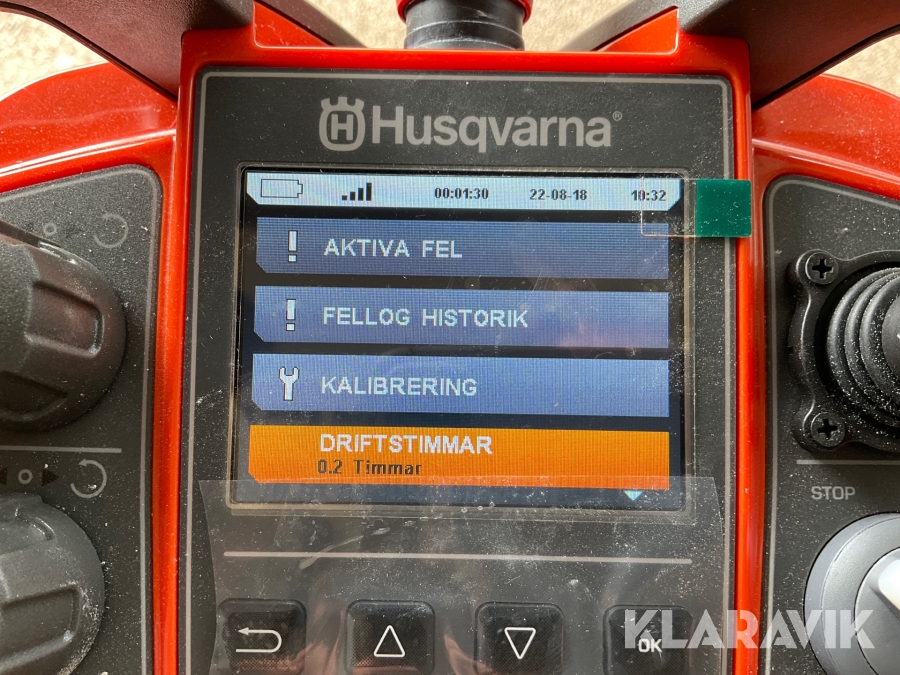 Husqvarna®
00:01:30 22-08-18 10:32
! AKTIVA FEL
! FELLOG HISTORIK
KALIBRERING
DRIFTSTIMMAR
0.2 Timmar
STOP
OK
KLARAVIK